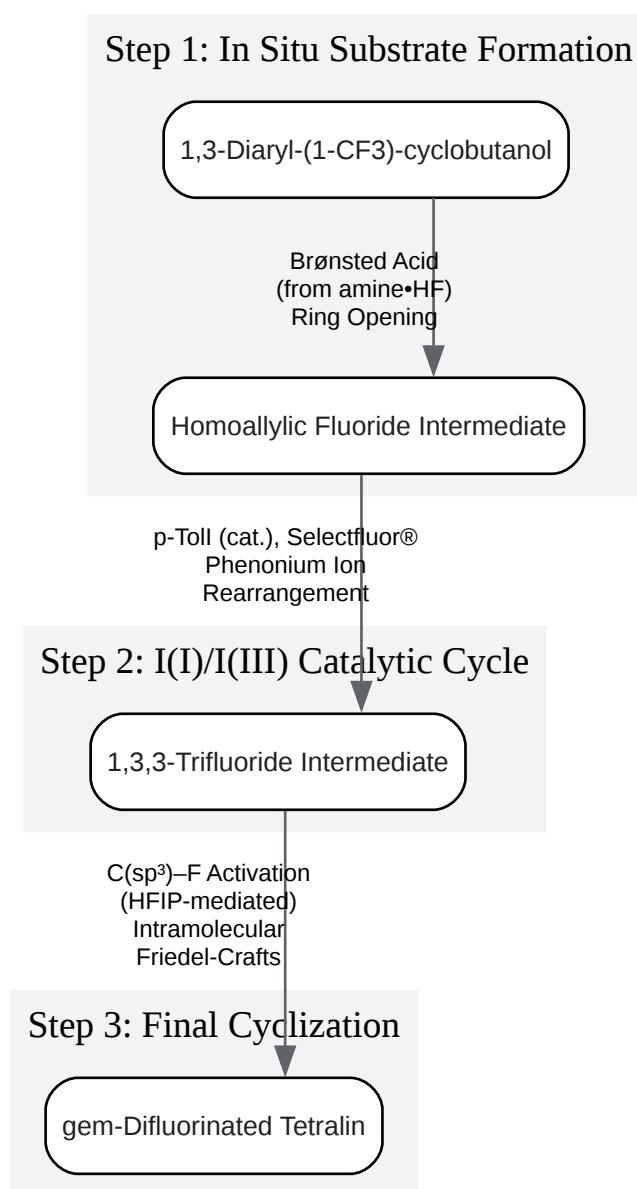 Step 1: In Situ Substrate Formation
1,3-Diaryl-(1-CF3)-cyclobutanol
Brønsted Acid
(from amine•HF)
Ring Opening
Homoallylic Fluoride Intermediate
p-TolI (cat.), Selectfluor®
Phenonium Ion
Rearrangement
Step 2: I(I)/I(III) Catalytic Cycle
1,3,3-Trifluoride Intermediate
C(sp³)–F Activation
(HFIP-mediated)
Intramolecular
Friedel-Crafts
Step 3: Final Cyclization
gem-Difluorinated Tetralin